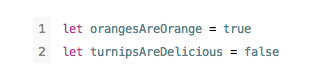 1 let orangesAreOrange = true
2 let turnipsAreDelicious = false